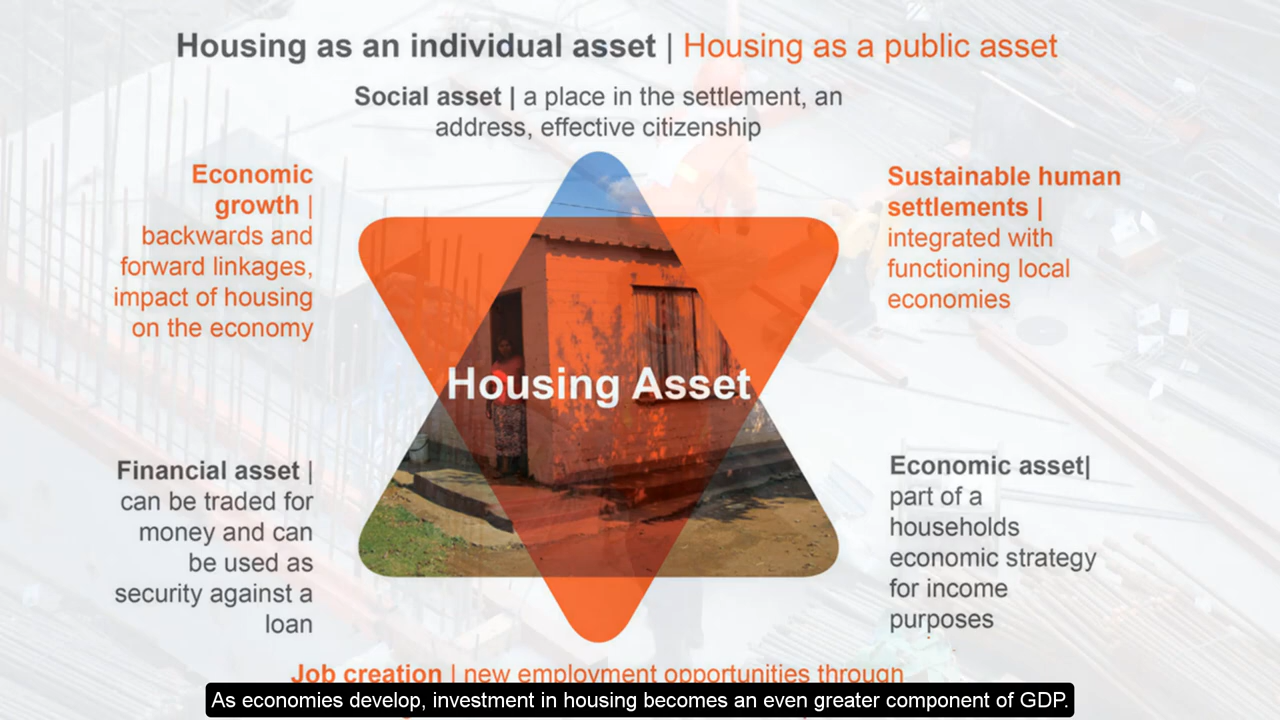 Housing as an individual asset | Housing as a public asset
Social asset | a place in the settlement, an
address, effective citizenship
Economic
growth |
backwards and
forward linkages,
impact of housing
on the economy
Sustainable human
settlements |
integrated with
functioning local
economies
Housing Asset
Financial asset |
can be traded for
money and can
be used as
security against a
loan
Economic asset|
part of a
households
economic strategy
for income
purposes
Job creation | new employment opportunities through
As economies develop, investment in housing becomes an even greater component of GDP.